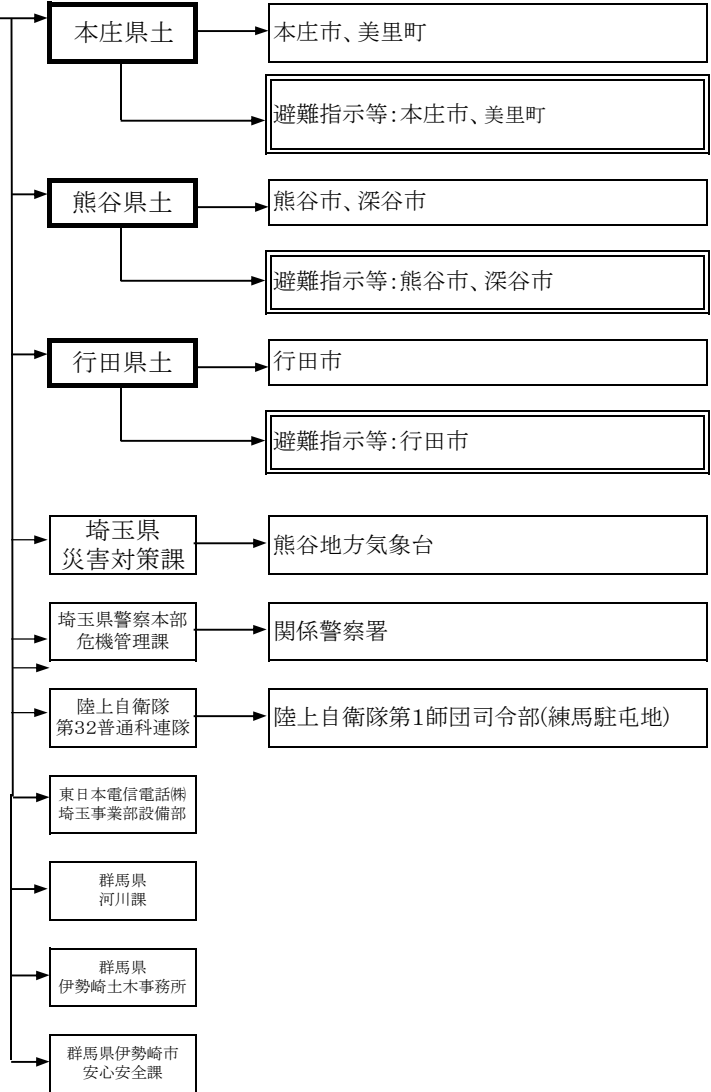 本庄県土
本庄市、美里町
避難指示等:本庄市、美里町
熊谷県土
熊谷市、深谷市
避難指示等:熊谷市、深谷市
行田県土
行田市
避難指示等:行田市
埼玉県
災害対策課
熊谷地方気象台
埼玉県警察本部
危機管理課
関係警察署
陸上自衛隊
第32普通科連隊
陸上自衛隊第1師団司令部(練馬駐屯地)
東日本電信電話㈱
埼玉事業部設備部
群馬県
河川課
群馬県
伊勢崎土木事務所
群馬県伊勢崎市
安心安全課